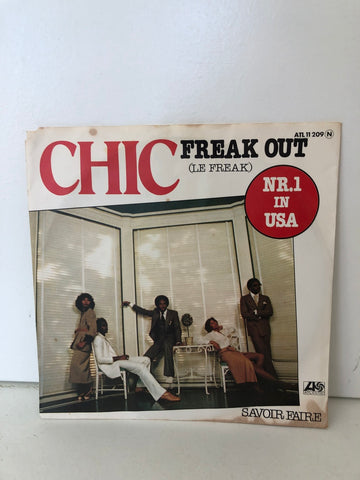 ATL 11 209 N
CHIC FREAK OUT
(LE FREAK)
NR.1
IN
USA
SAVOIR FAIRE